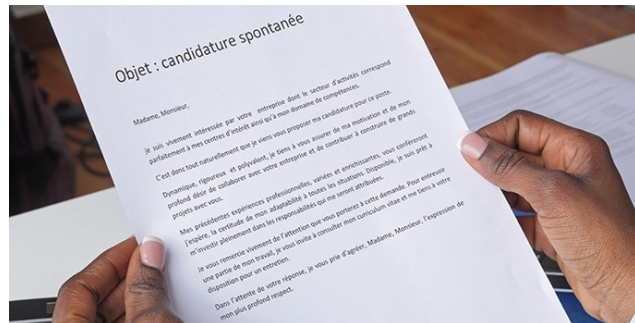 Objet : candidature spontanée
Madame, Monsieur,
Je suis vivement intéressée par votre entreprise dont le secteur d'activités correspond
parfaitement à mes centres d'intérêt ainsi qu'à mon domaine de compétences.
C'est donc tout naturellement que je viens vous proposer ma candidature pour ce poste.
Dynamique, rigoureux et polyvalent, je tiens à vous assurer de ma motivation et de mon
profond désir de collaborer avec votre entreprise et de contribuer à construire de grands
projets avec vous.
Mes précédentes expériences professionnelles, variées et enrichissantes, vous confèreront
j'espère, la certitude de mon adaptabilité à toutes les situations. Disponible, je suis prêt à
m'investir pleinement dans les responsabilités qui me seront attribuées.
Je vous remercie vivement de l'attention que vous porterez à cette demande. Pour entrevoir
une partie de mon travail, je vous invite à consulter mon curriculum vitae et me tiens à votre
disposition pour un entretien.
Dans l'attente de votre réponse, je vous prie d'agréer, Madame, Monsieur, l'expression de
mon plus profond respect.